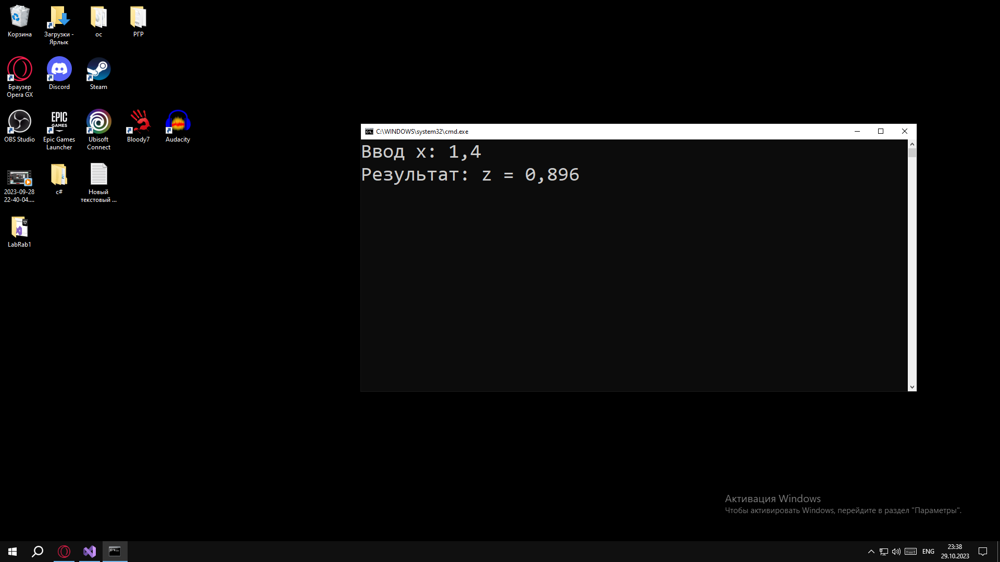 Корзина
Загрузки -
Ярлык
ос
РГР
Браузер
Opera GX
Discord
Steam
OBS Studio
EPIC
GAMES
Epic Games
Launcher
Ubisoft
Connect
Bloody7
Audacity
2023-09-28
22-40-04....
c#
Новый
текстовый ...
17
LabRab1
C:\WINDOWS\system32\cmd.exe
Ввод x: 1,4
Результат: z = 0,896
Активация Windows
Чтобы активировать Windows, перейдите в раздел "Параметры".
ENG
23:38
29.10.2023